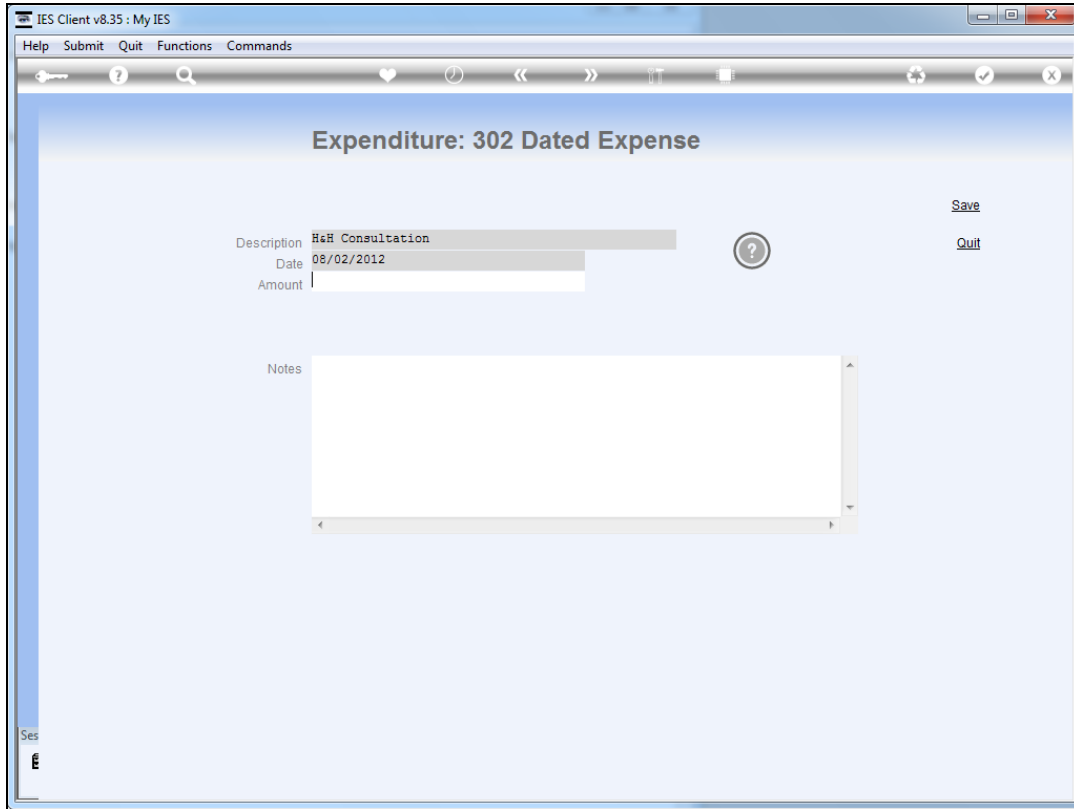 IES Client v8.35 : My IES
Help Submit Quit Functions Commands
Expenditure: 302 Dated Expense
Save
Description H&H Consultation
Quit
Date 08/02/2012
Amount
Notes
Ses